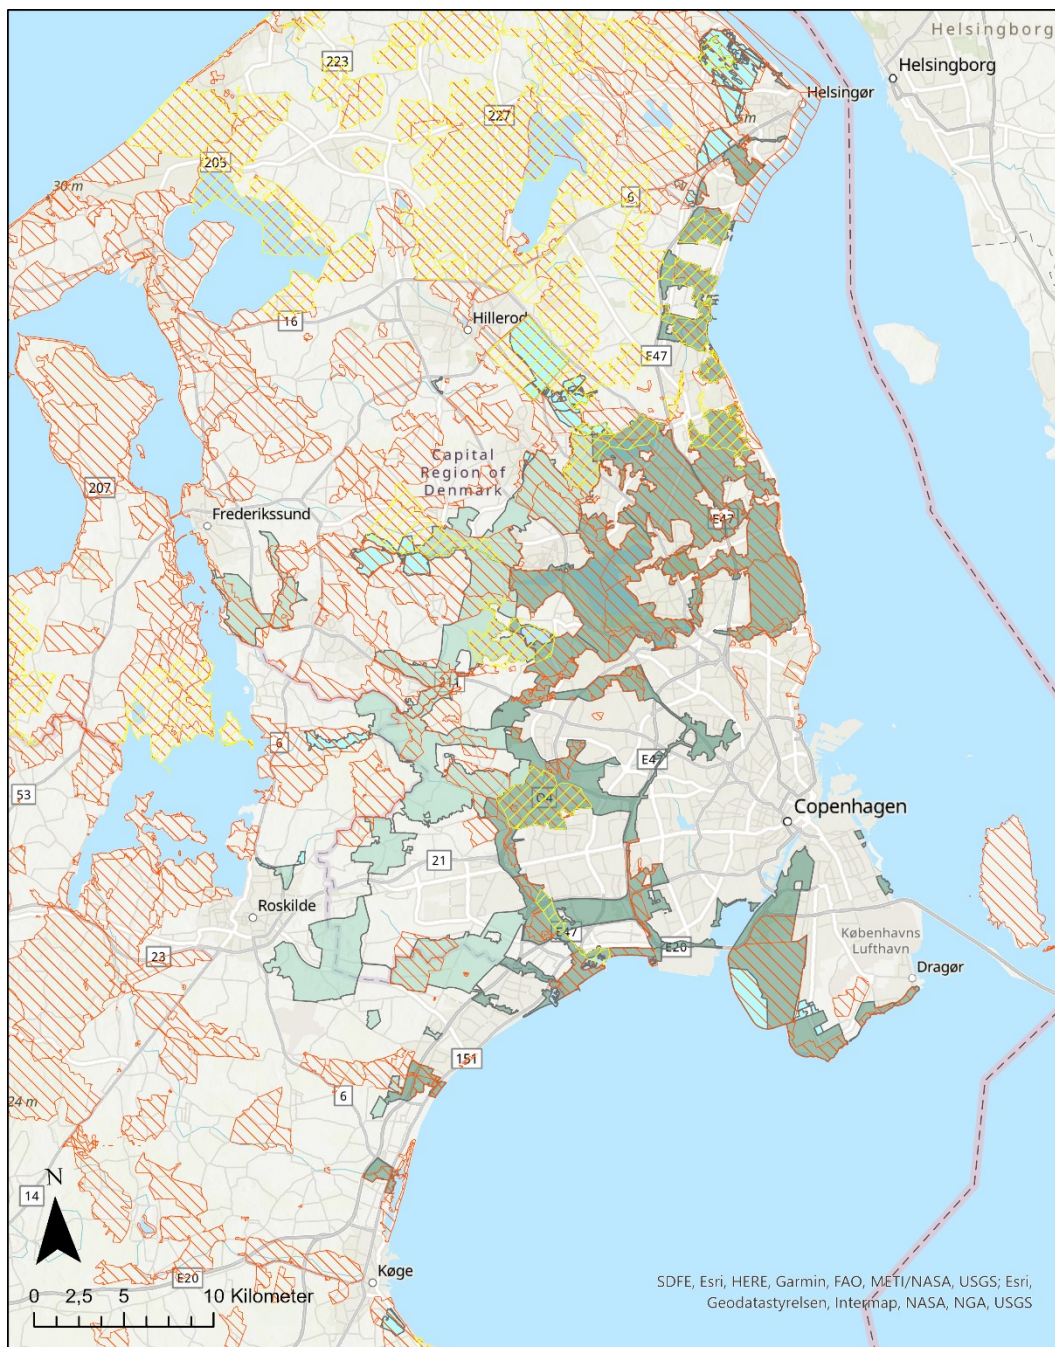 Helsingborg
Helsingborg
223
Helsingør
227
205
30 m
6
Hillerod
16
E47
Capital
Region of
Denmark
207
Frederikssund
E47
211
6
E47
53
O4
Copenhagen
21
Roskilde
E47
Københavns
Lufthavn
23
E20
Dragør
151
6
24 m
N
14
E20
Køge
0 2,5 5 10 Kilometer
SDFE, Esri, HERE, Garmin, FAO, METI/NASA, USGS; Esri,
Geodatastyrelsen, Intermap, NASA, NGA, USGS